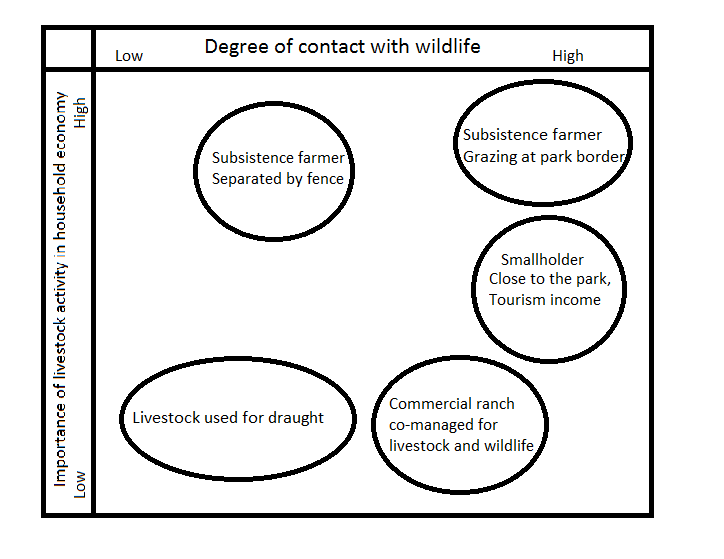 Degree of contact with wildlife
Low
High
Importance of livestock activity in household economy
High
Low
Subsistence farmer
Separated by fence
Subsistence farmer
Grazing at park border
Smallholder
Close to the park,
Tourism income
Livestock used for draught
Commercial ranch
co-managed for
livestock and wildlife